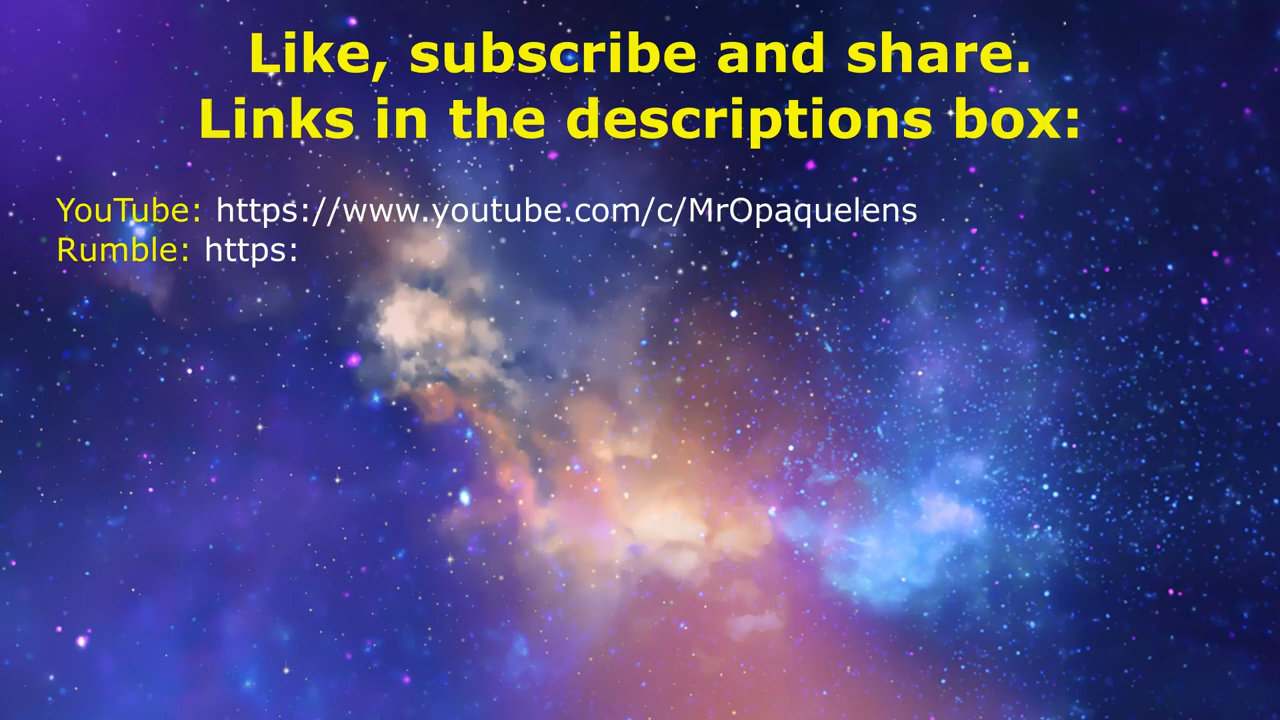 Like, subscribe and share.
Links in the descriptions box:
YouTube: https://www.youtube.com/c/MrOpaquelens
Rumble: https: